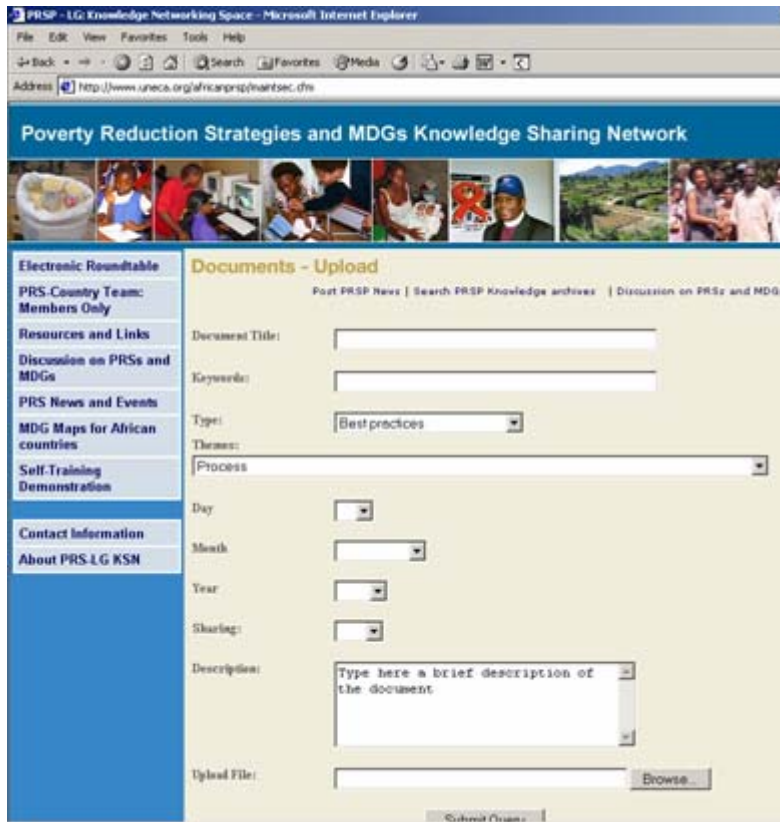 PRSP - LG: Knowledge Networking Space - Microsoft Internet Explorer
File Edit View Favorites Tools Help
Back Search Favorites Media
Address http://www.uneca.org/africanprsp/maintsec.cfm
Poverty Reduction Strategies and MDGs Knowledge Sharing Network
Electronic Roundtable
PRS-Country Team:
Members Only
Resources and Links
Discussion on PRSs and
MDGs
PRS News and Events
MDG Maps for African
countries
Self-Training
Demonstration
Contact Information
About PRS-LG KSN
Documents - Upload
Post PRSP News | Search PRSP Knowledge archives | Discussion on PRSs and MDG
Document Title:
Keywords:
Type: Best practices
Themes:
Process
Day
Month
Year
Sharing:
Description: Type here a brief description of
the document
Upload File: Browse...
Submit Query